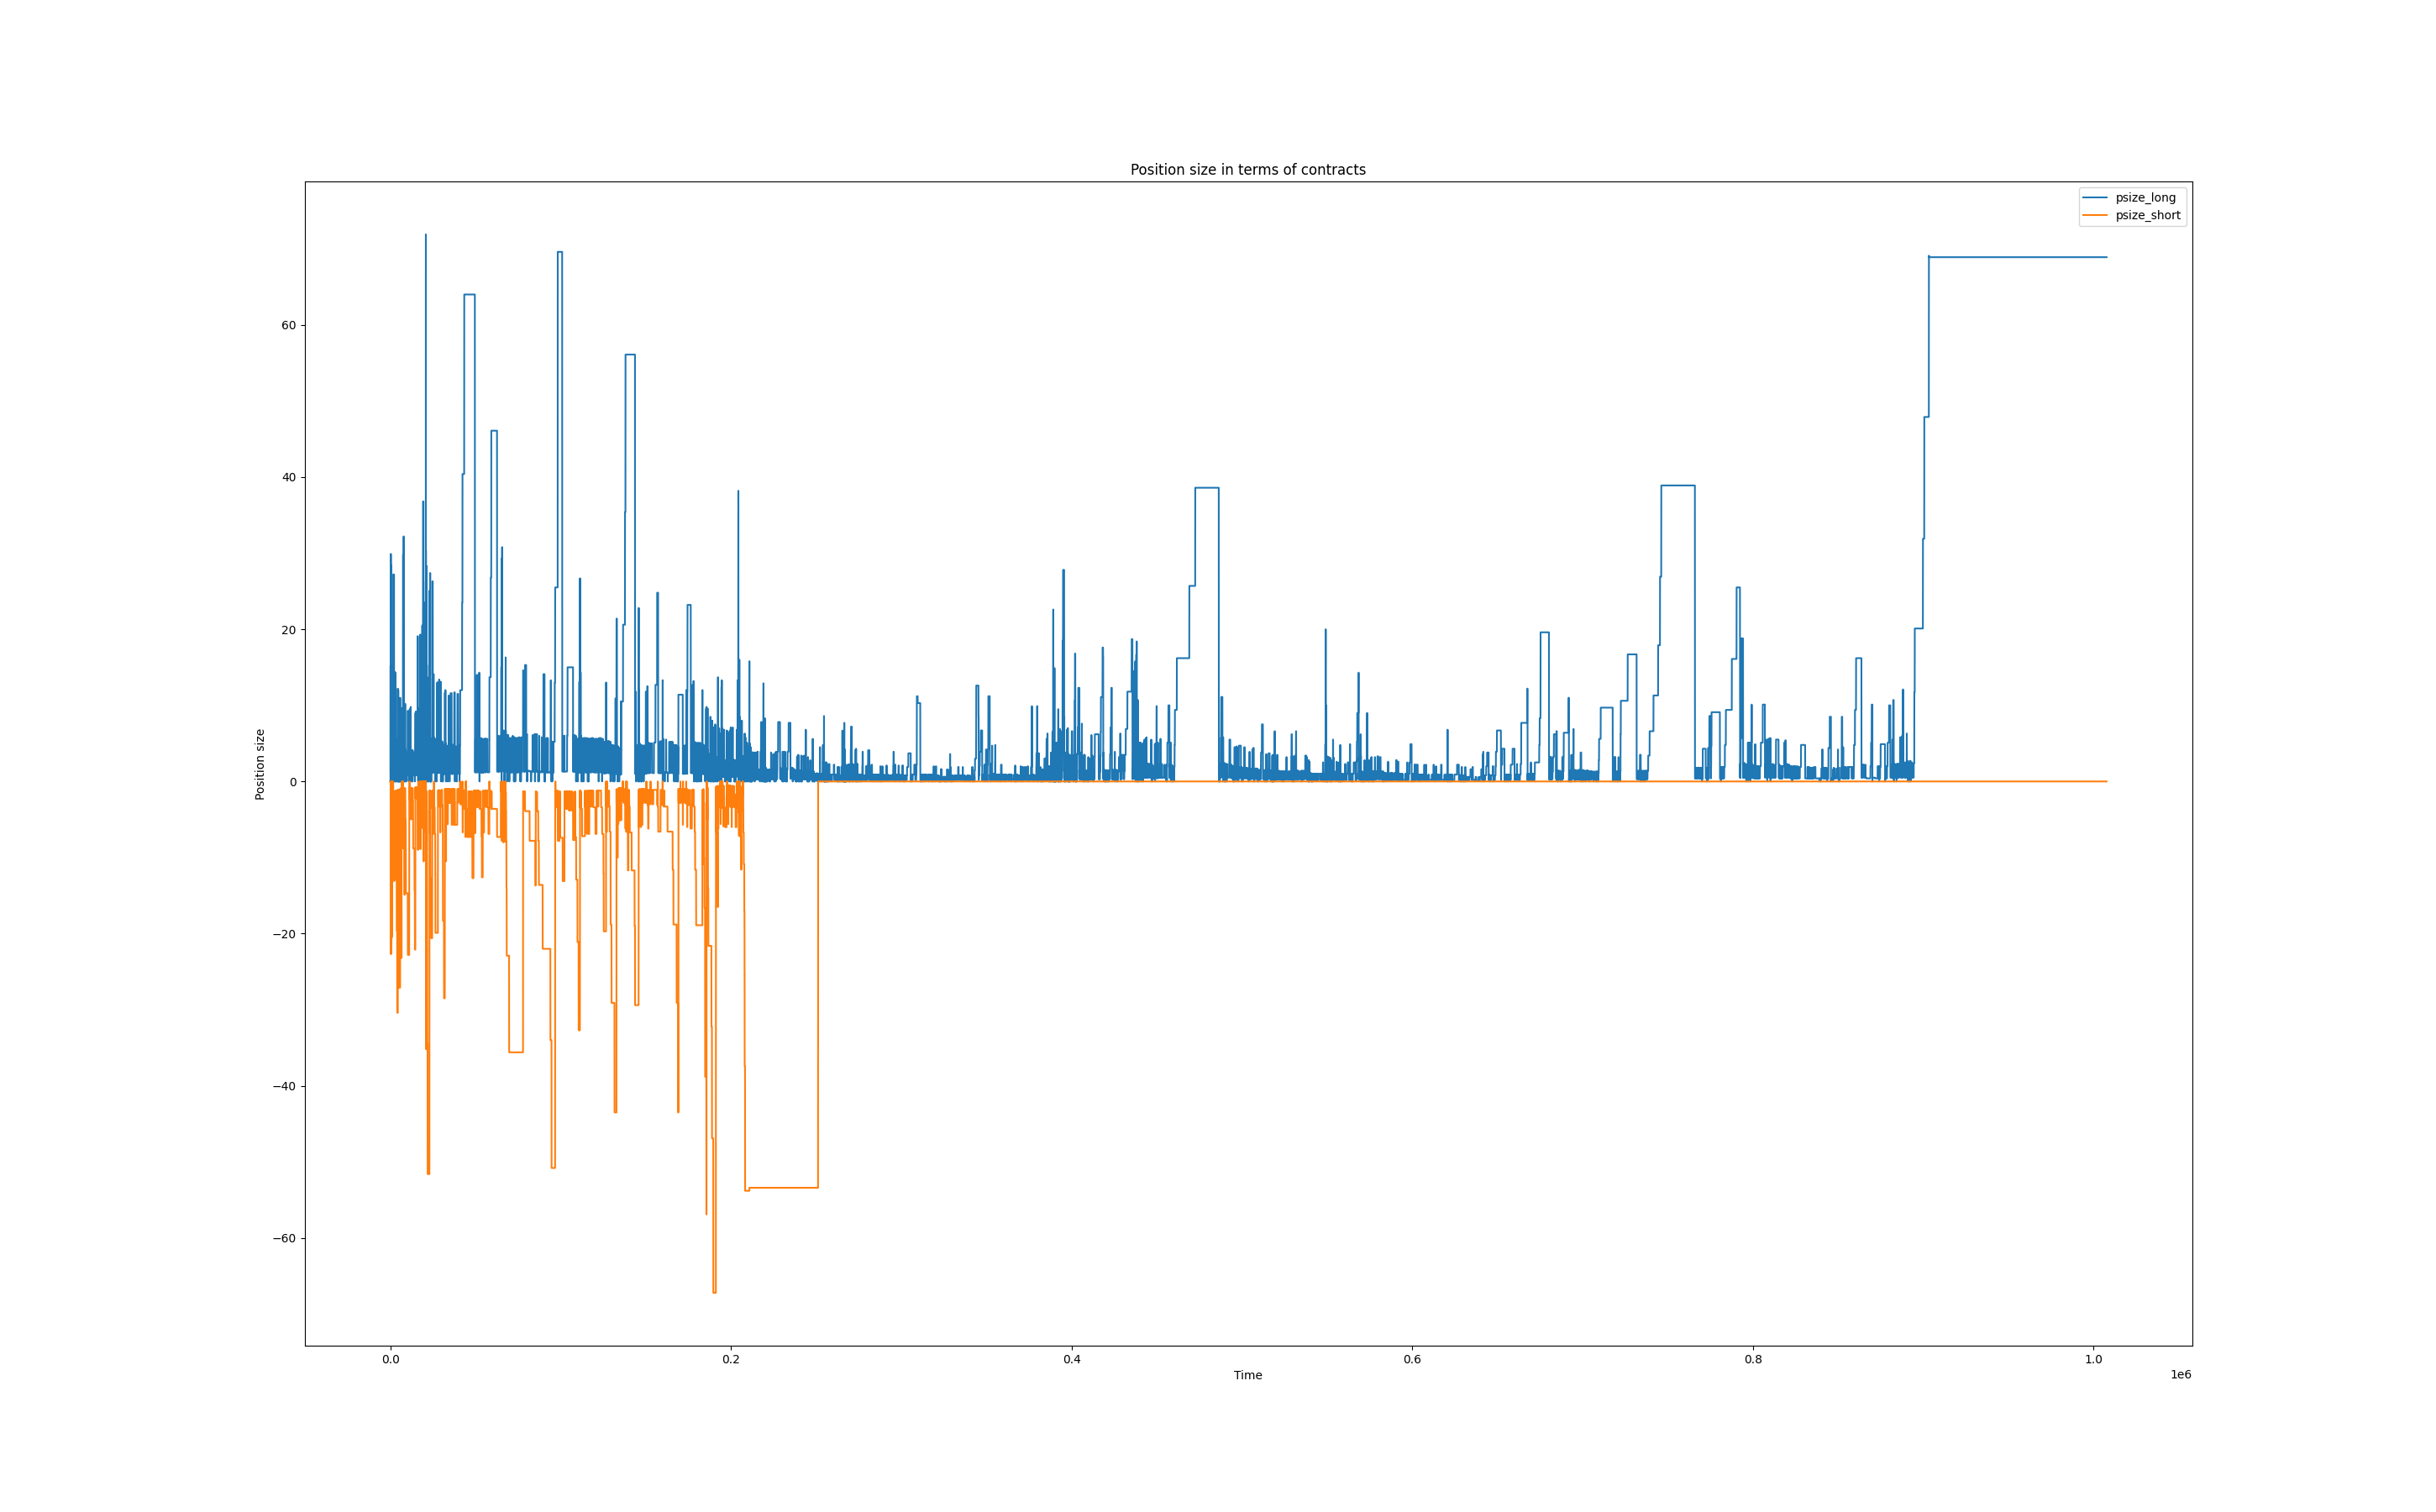 Position size in terms of contracts
psize_long
psize_short
Position size
60
40
20
0
−20
−40
−60
0.0
0.2
0.4
0.6
0.8
1.0
Time
1e6